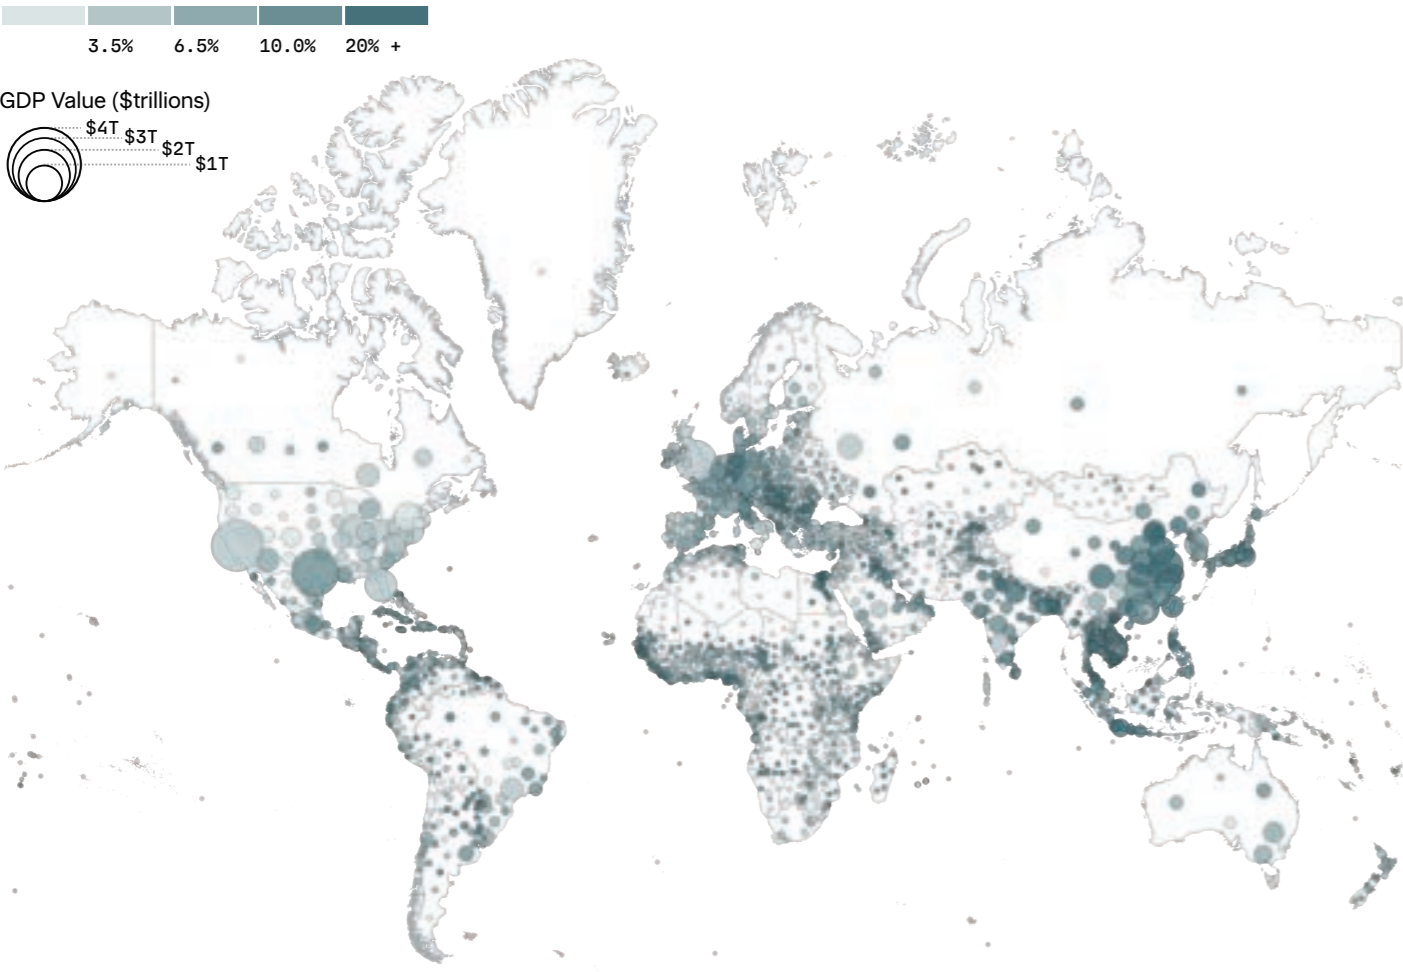 3.5% 6.5% 10.0% 20% +
GDP Value ($trillions)
$4T
$3T
$2T
$1T